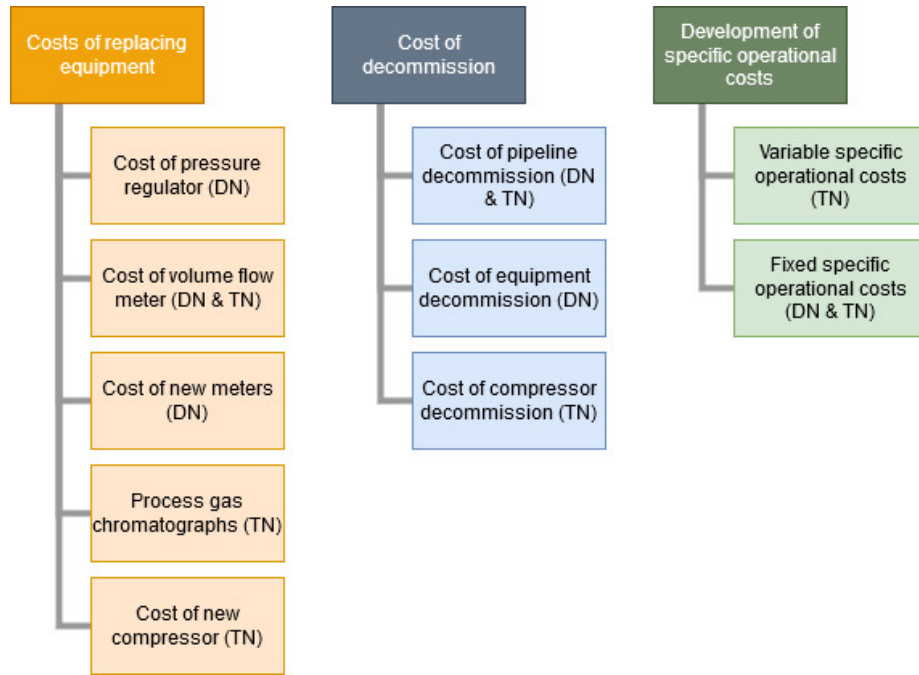 Costs of replacing
equipment
Cost of pressure
regulator (DN)
Cost of volume flow
meter (DN & TN)
Cost of new meters
(DN)
Process gas
chromatographs (TN)
Cost of new
compressor (TN)
Cost of
decommission
Cost of pipeline
decommission (DN
& TN)
Cost of equipment
decommission (DN)
Cost of compressor
decommission (TN)
Development of
specific operational
costs
Variable specific
operational costs
(TN)
Fixed specific
operational costs
(DN & TN)